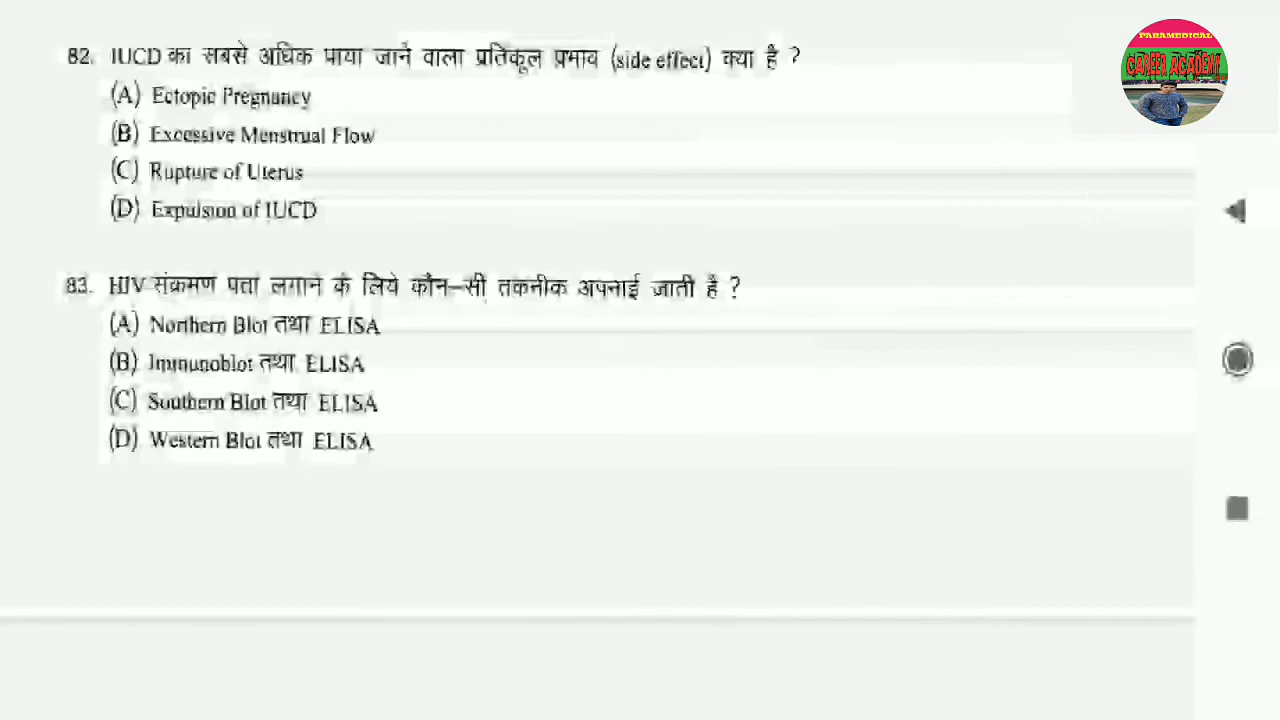 PARAMEDICAL
CAREER ACADEMY
82. IUCD का सबसे अधिक पाया जाने वाला प्रतिकूल प्रभाव (side effect) क्या है ?
(A) Ectopic Pregnancy
(B) Excessive Menstrual Flow
(C) Rupture of Uterus
(D) Expulsion of IUCD
83. HIV संक्रमण पता लगाने के लिये कौन-सी तकनीक अपनाई जाती है ?
(A) Northern Blot तथा ELISA
(B) Immunoblot तथा ELISA
(C) Southern Blot तथा ELISA
(D) Western Blot तथा ELISA